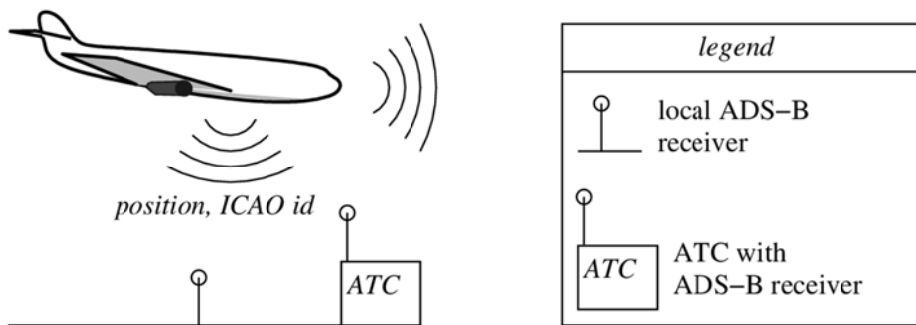 position, ICAO id
ATC
legend
local ADS−B
receiver
ATC
ATC with
ADS−B receiver